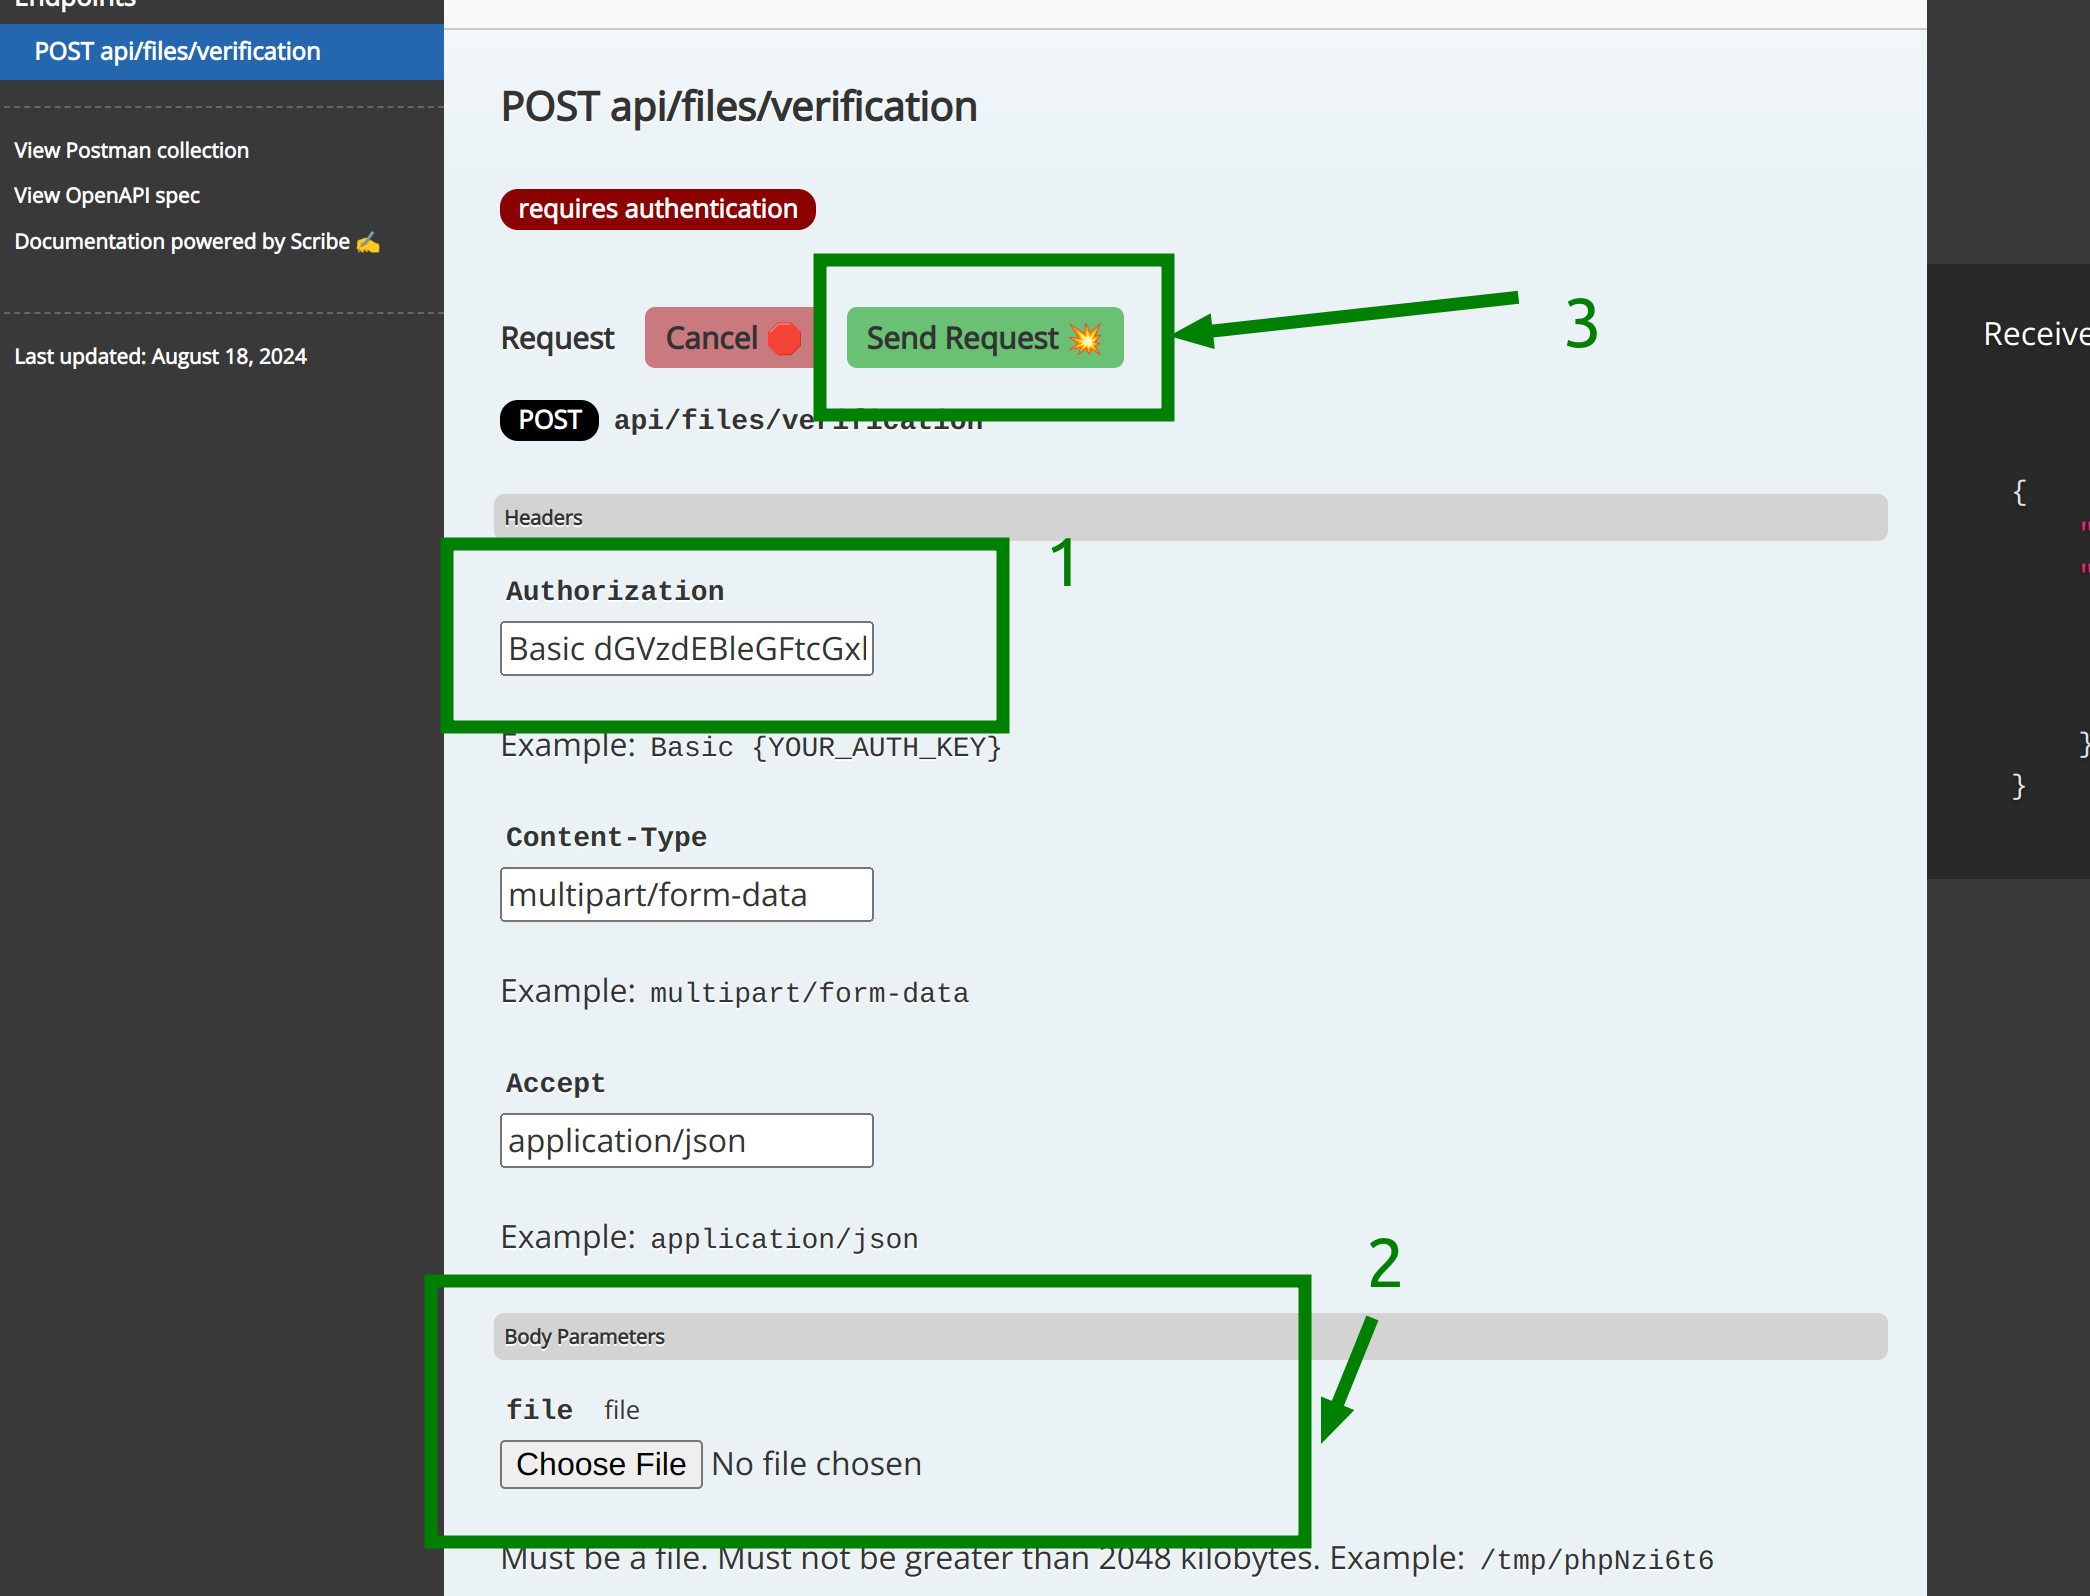 Endpoints
POST api/files/verification
View Postman collection
View OpenAPI spec
Documentation powered by Scribe ✍
Last updated: August 18, 2024
POST api/files/verification
requires authentication
Request Cancel 🛑 Send Request 💥
3
POST api/files/verification
Headers
1
Authorization
Basic dGVzdEBleGFtcGxl
Example: Basic {YOUR_AUTH_KEY}
Content-Type
multipart/form-data
Example: multipart/form-data
Accept
application/json
Example: application/json
2
Body Parameters
file file
Choose File No file chosen
Must be a file. Must not be greater than 2048 kilobytes. Example: /tmp/phpNzi6t6
Receive
{
"
"
}
}